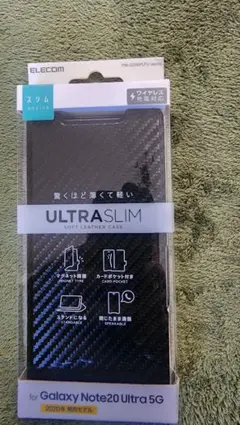 ELECOM
スリム
DESIGN
ワイヤレス
充電対応
驚くほど薄くて軽い
ULTRASLIM
SOFT LEATHER CASE
マグネット開閉
MAGNET TYPE
カードポケット付き
CARD POCKET
スタンドになる
STANDABLE
閉じたまま通話
SPEAKABLE
for Galaxy Note20 Ultra 5G
2020年 発売モデル